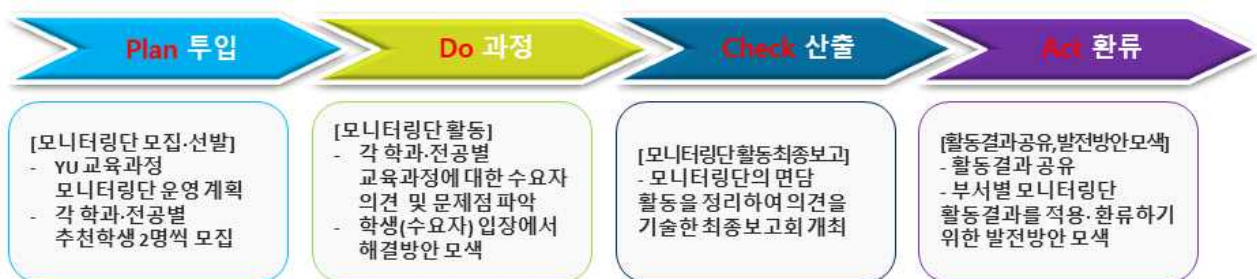 Plan 투입
Do 과정
Check 산출
Act 환류
[모니터링단 모집·선발]
- YU 교육과정
모니터링단 운영 계획
- 각 학과·전공별
추천학생 2명씩 모집
[모니터링단 활동]
- 각 학과·전공별
교육과정에 대한 수요자
의견 및 문제점 파악
- 학생(수요자) 입장에서
해결방안 모색
[모니터링단 활동 최종보고]
- 모니터링단의 면담
활동을 정리하여 의견을
기술한 최종보고회 개최
[활동결과 공유, 발전방안 모색]
- 활동결과 공유
- 부서별 모니터링단
활동결과를 적용·환류하기
위한 발전방안 모색